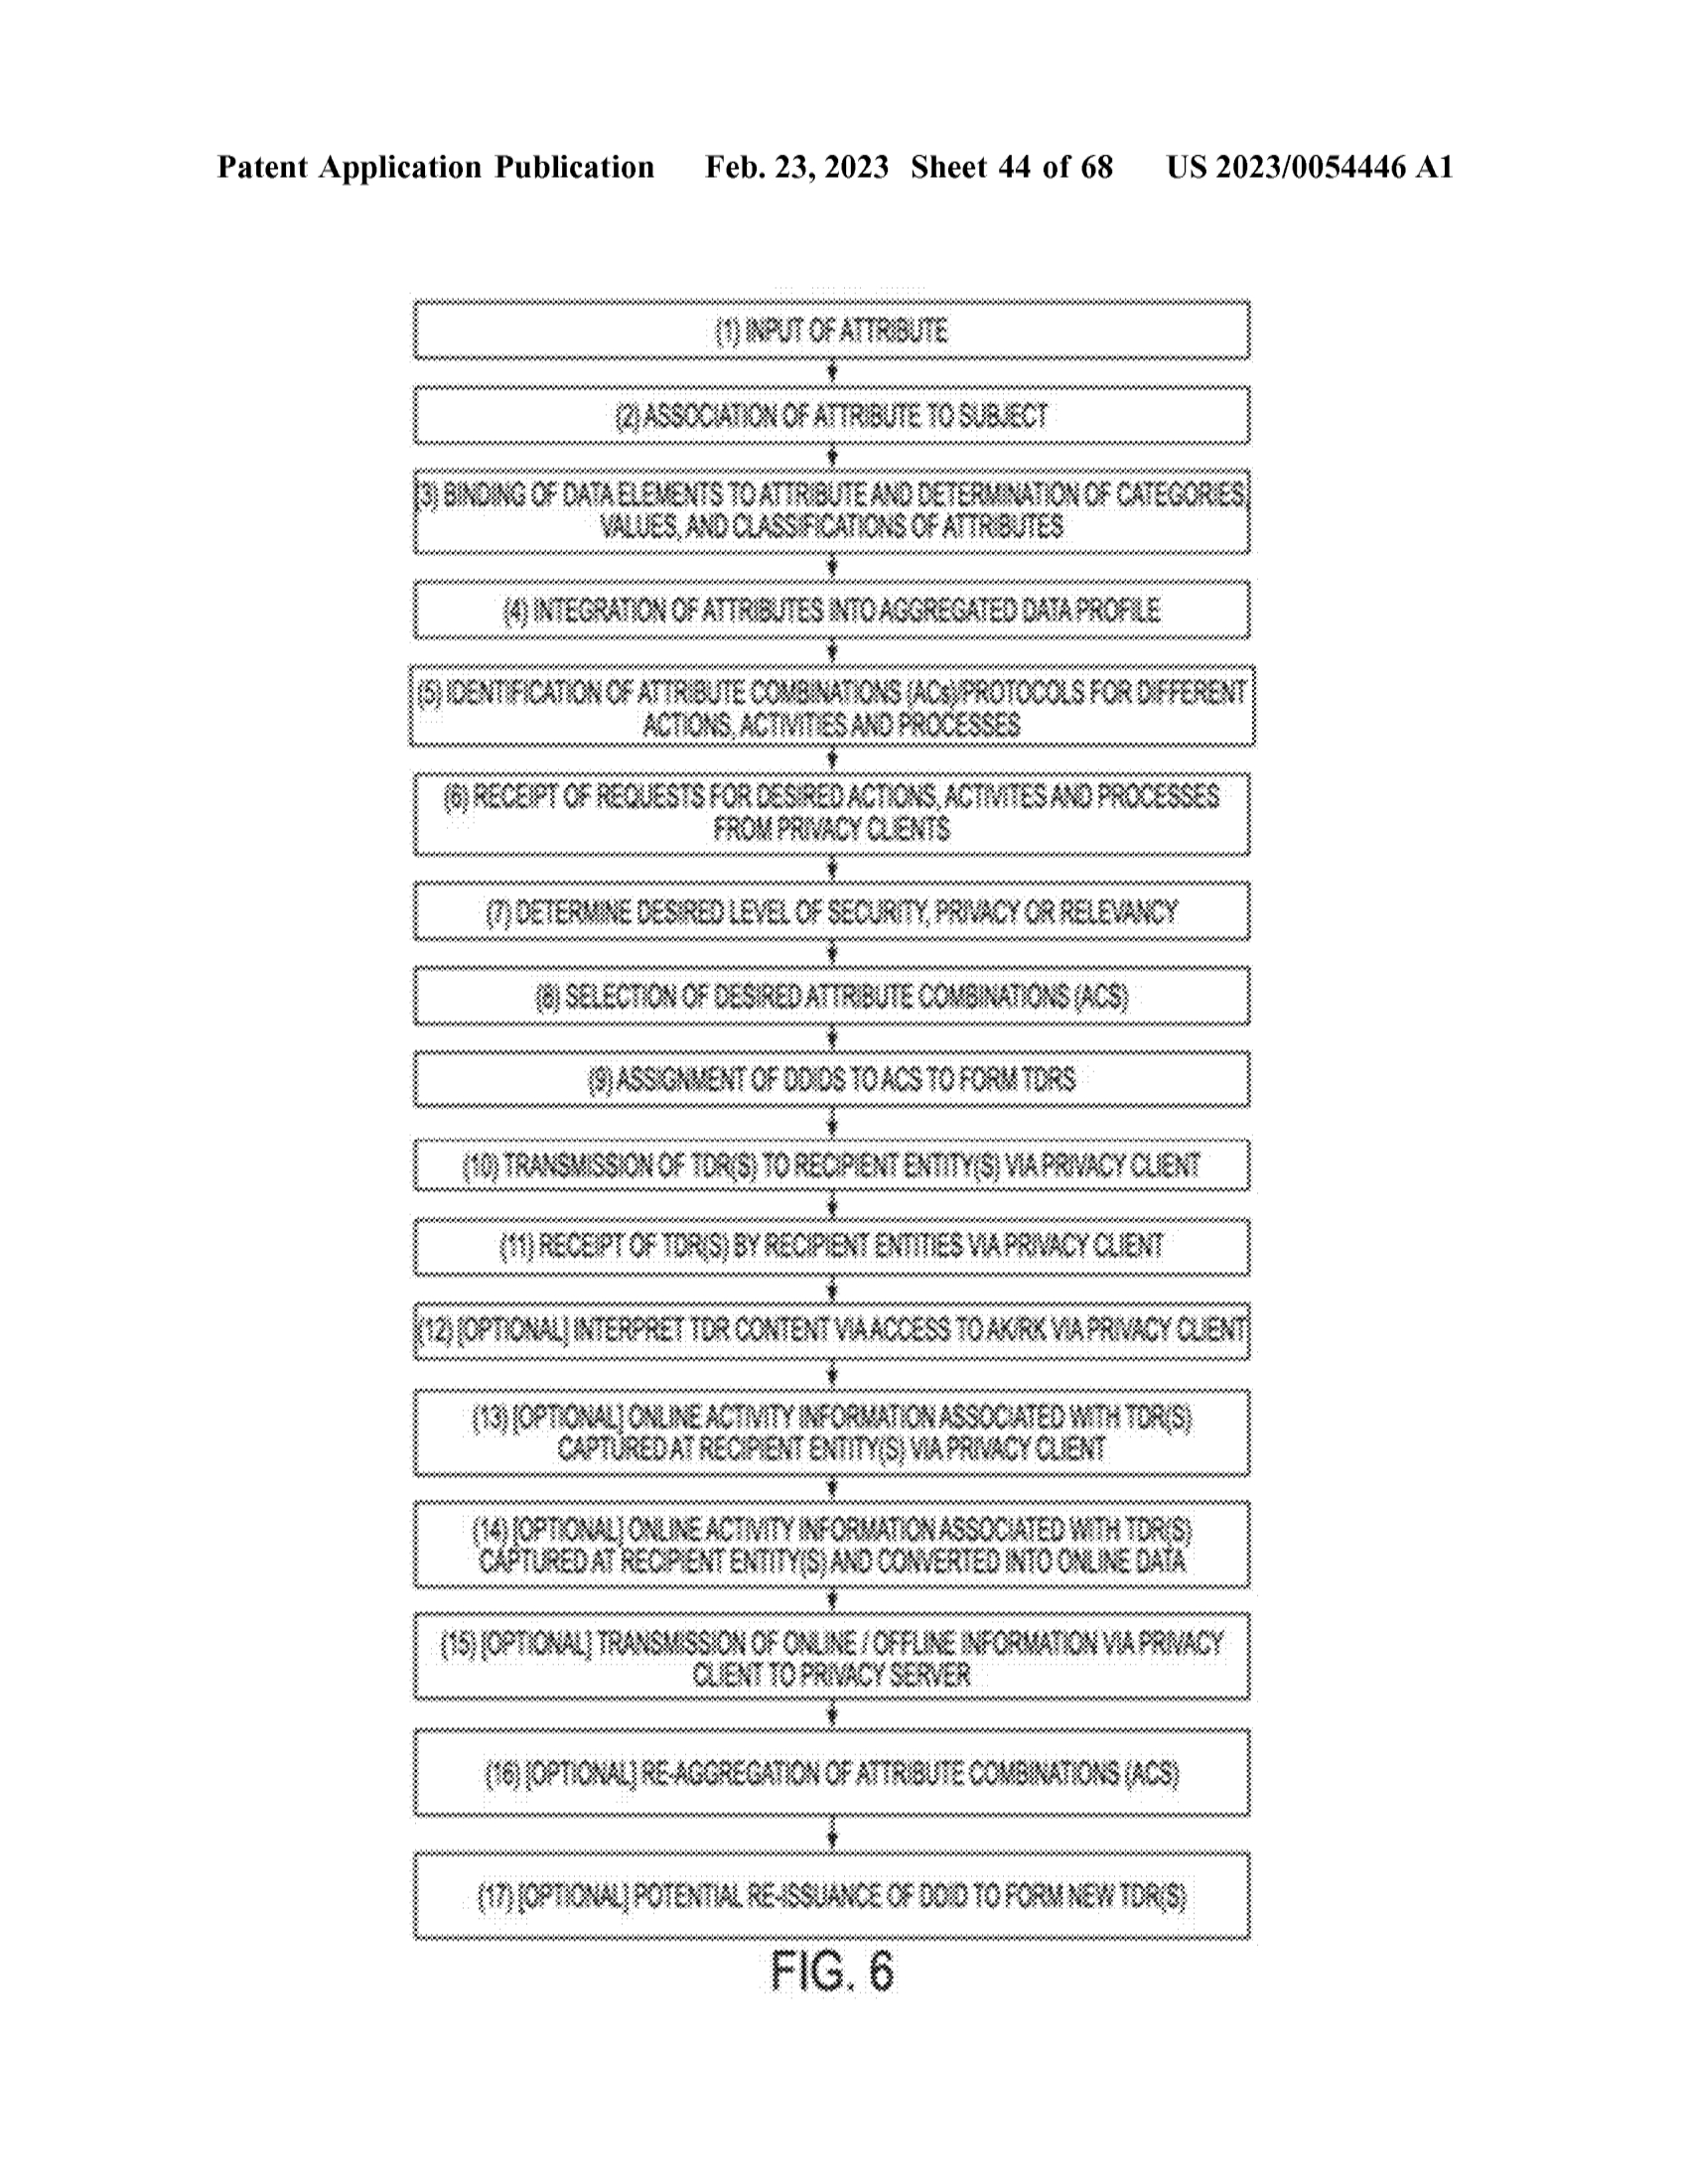 Patent Application Publication Feb. 23, 2023 Sheet 44 of 68 US 2023/0054446 A1
(1) INPUT OF ATTRIBUTE
(2) ASSOCIATION OF ATTRIBUTE TO SUBJECT
(3) BINDING OF DATA ELEMENTS TO ATTRIBUTE AND DETERMINATION OF CATEGORIES
VALUES, AND CLASSIFICATIONS OF ATTRIBUTES
(4) INTEGRATION OF ATTRIBUTES INTO AGGREGATED DATA PROFILE
(5) IDENTIFICATION OF ATTRIBUTE COMBINATIONS (ACs)/PROTOCOLS FOR DIFFERENT
ACTIONS, ACTIVITIES AND PROCESSES
(6) RECEIPT OF REQUESTS FOR DESIRED ACTIONS, ACTIVITES AND PROCESSES
FROM PRIVACY CLIENTS
(7) DETERMINE DESIRED LEVEL OF SECURITY, PRIVACY OR RELEVANCY
(8) SELECTION OF DESIRED ATTRIBUTE COMBINATIONS (ACS)
(9) ASSIGNMENT OF DDIDS TO ACS TO FORM TDRS
(10) TRANSMISSION OF TDR(S) TO RECIPIENT ENTITY(S) VIA PRIVACY CLIENT
(11) RECEIPT OF TDR(S) BY RECIPIENT ENTITIES VIA PRIVACY CLIENT
(12) [OPTIONAL] INTERPRET TDR CONTENT VIA ACCESS TO AK/RK VIA PRIVACY CLIENT
(13) [OPTIONAL] ONLINE ACTIVITY INFORMATION ASSOCIATED WITH TDR(S)
CAPTURED AT RECIPIENT ENTITY(S) VIA PRIVACY CLIENT
(14) [OPTIONAL] ONLINE ACTIVITY INFORMATION ASSOCIATED WITH TDR(S)
CAPTURED AT RECIPIENT ENTITY(S) AND CONVERTED INTO ONLINE DATA
(15) [OPTIONAL] TRANSMISSION OF ONLINE / OFFLINE INFORMATION VIA PRIVACY
CLIENT TO PRIVACY SERVER
(16) [OPTIONAL] RE-AGGREGATION OF ATTRIBUTE COMBINATIONS (ACS)
(17) [OPTIONAL] POTENTIAL RE-ISSUANCE OF DDID TO FORM NEW TDR(S)
FIG. 6